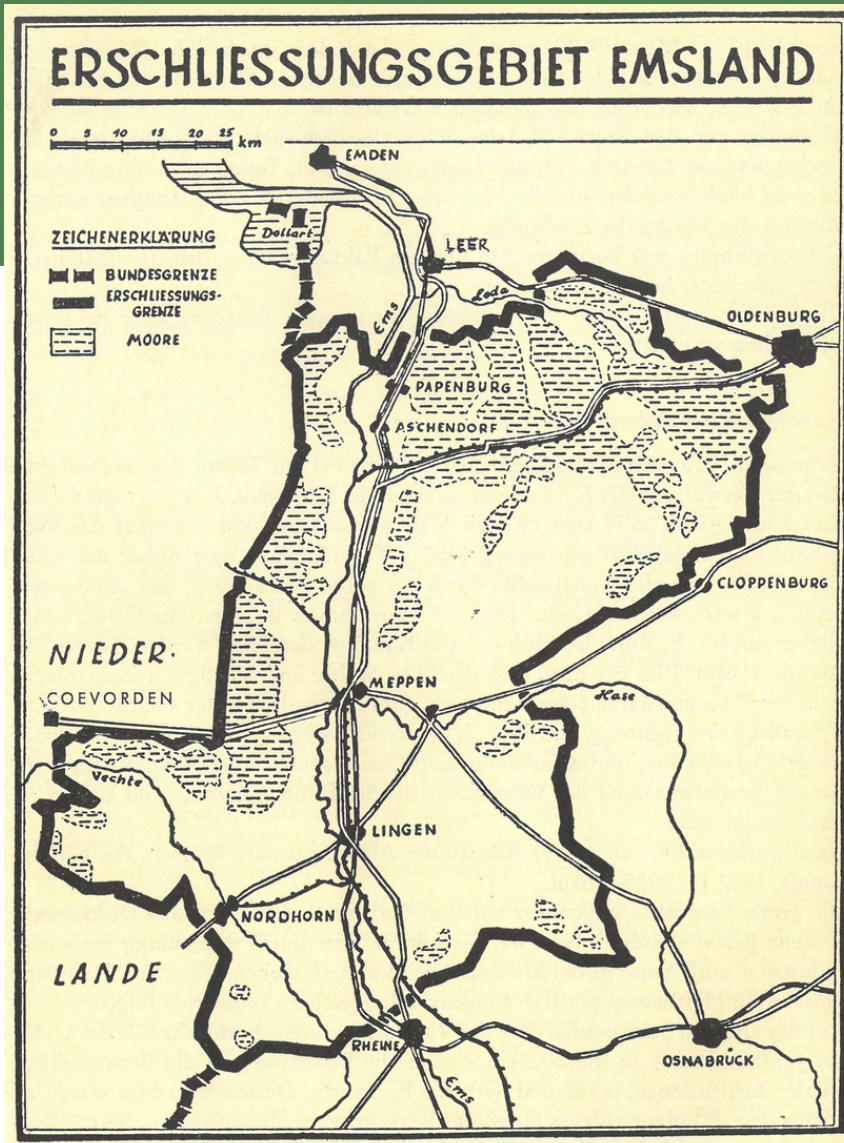 ERSCHLIESSUNGSGEBIET EMSLAND
0 5 10 15 20 25
km
EMDEN
Dollart
ZEICHENERKLÄRUNG
BUNDESGRENZE
ERSCHLIESSUNGS-
GRENZE
MOORE
LEER
Leda
Ems
OLDENBURG
PAPENBURG
ASCHENDORF
CLOPPENBURG
NIEDER-
COEVORDEN
MEPPEN
Hase
Vechte
LINGEN
NORDHORN
LANDE
RHEINE
OSNABRÜCK
Ems